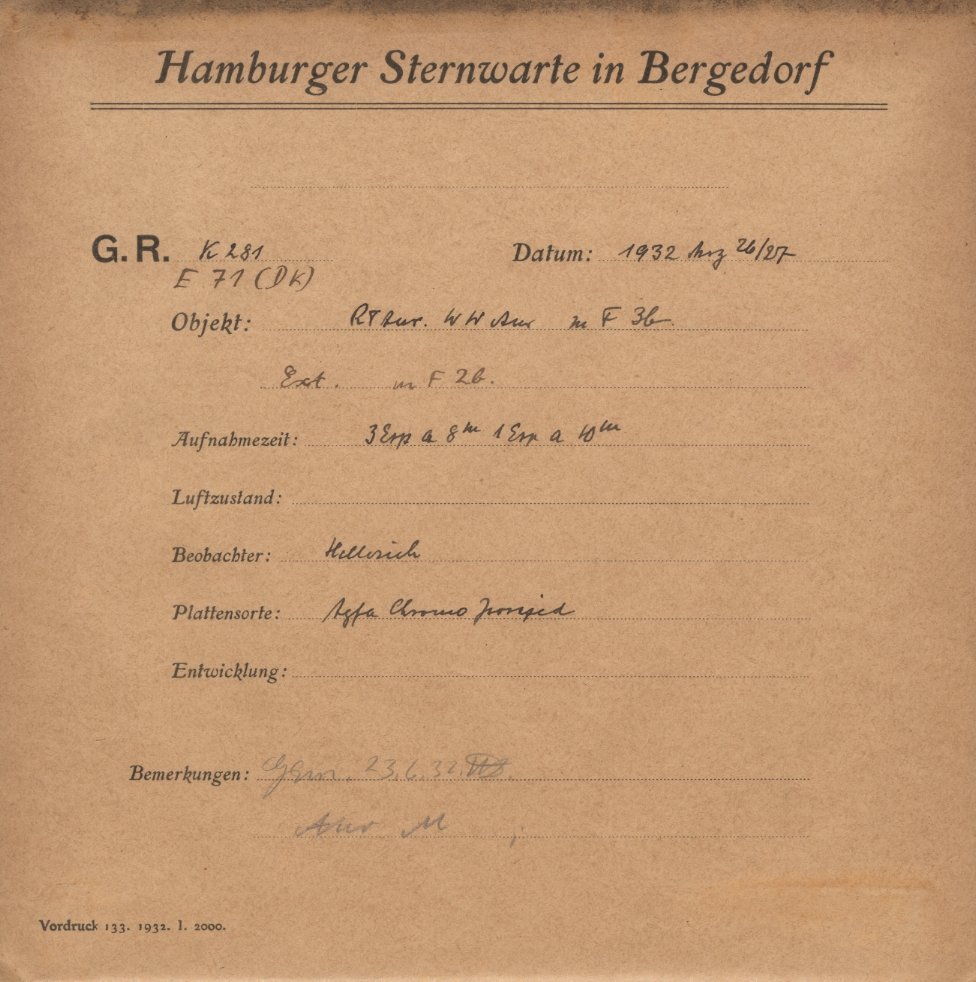 Hamburger Sternwarte in Bergedorf
G.R. K 281 Datum: 1932 Mrz 26/27
E 71 (DK)
Objekt: RT Aur. WW Aur m F 3b
Ext. m F 2b.
Aufnahmezeit: 3 Exp a 8m 1 Exp a 10m
Luftzustand:
Beobachter: Hellerich
Plattensorte: Agfa Chromo Isorapid
Entwicklung:
Bemerkungen: Gem. 23.6.32
Aur M
Vordruck 133. 1932. I. 2000.